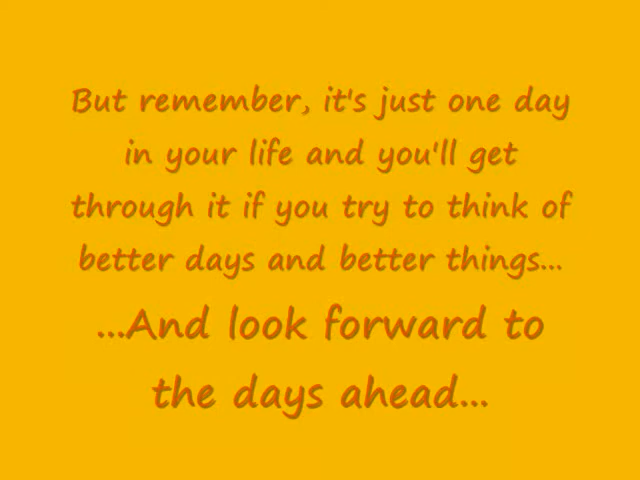 But remember, it's just one day
in your life and you'll get
through it if you try to think of
better days and better things...
...And look forward to
the days ahead...